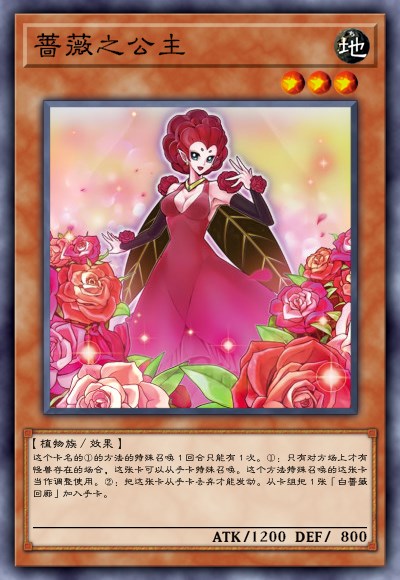 蔷薇之公主
地
【植物族／效果】
这个卡名的①的方法的特殊召唤1回合只能有1次。①：只有对方场上才有
怪兽存在的场合，这张卡可以从手卡特殊召唤。这个方法特殊召唤的这张卡
当作调整使用。②：把这张卡从手卡丢弃才能发动。从卡组把1张「白蔷薇
回廊」加入手卡。
ATK/1200 DEF/ 800